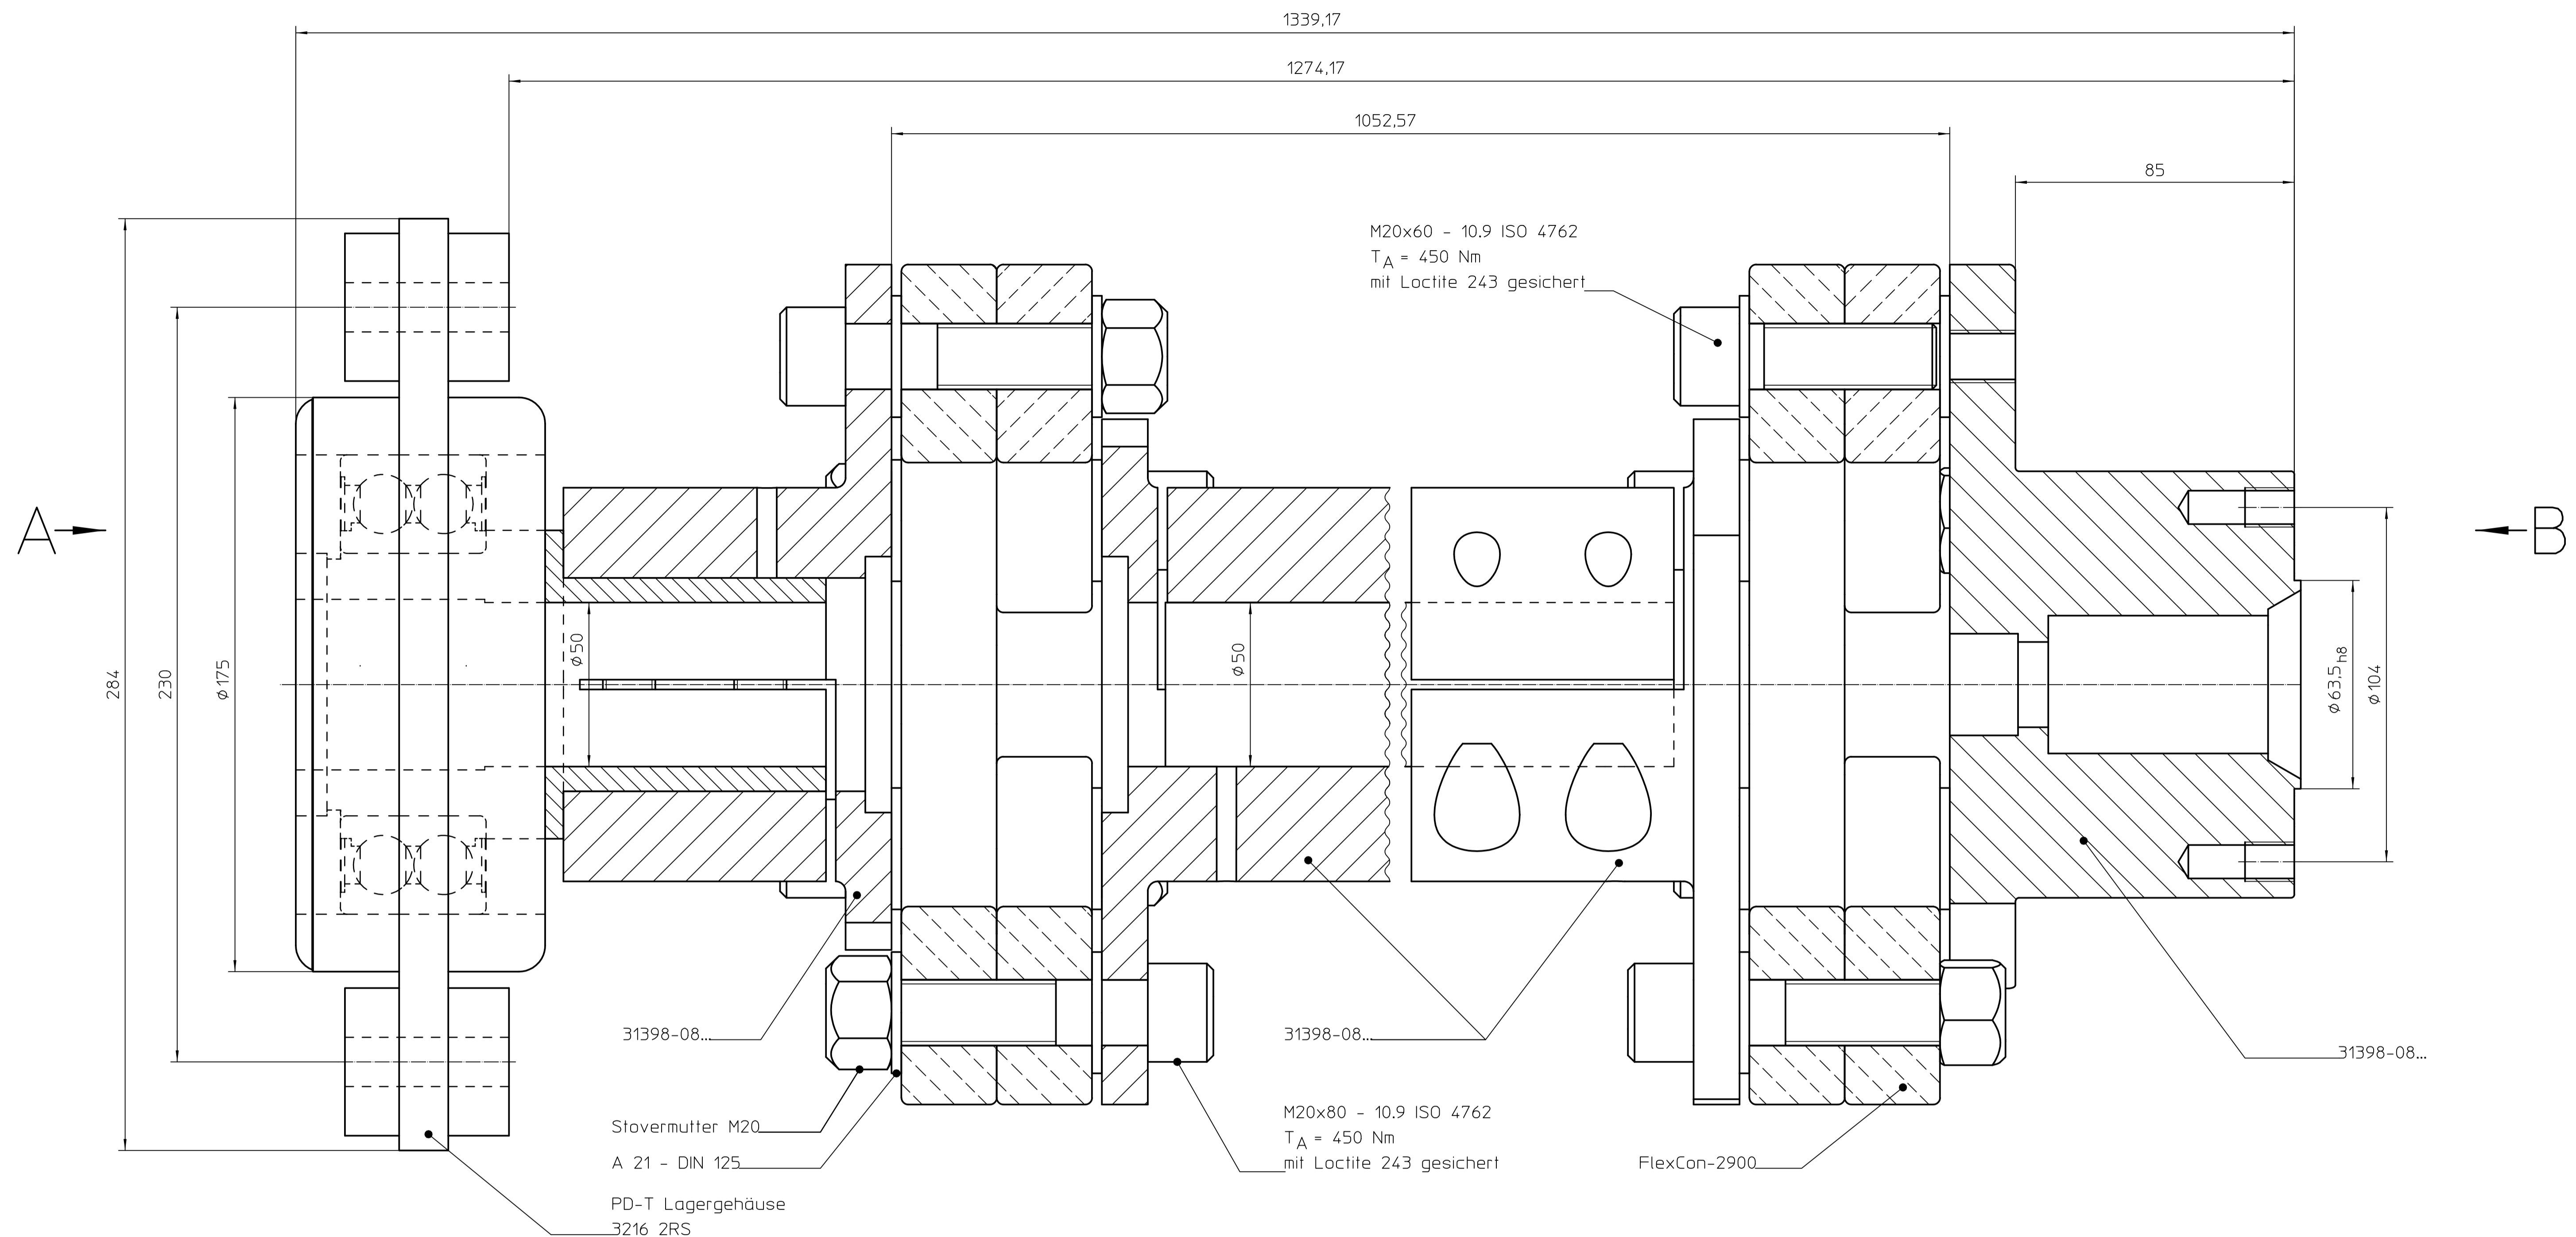 1339,17
1274,17
1052,57
85
M20x60 - 10.9 ISO 4762
TA = 450 Nm
mit Loctite 243 gesichert
A
B
284
230
ø175
ø50
ø50
ø63,5h8
ø104
31398-08...
31398-08...
31398-08...
Stovermutter M20
A 21 - DIN 125
PD-T Lagergehäuse
3216 2RS
M20x80 - 10.9 ISO 4762
TA = 450 Nm
mit Loctite 243 gesichert
FlexCon-2900